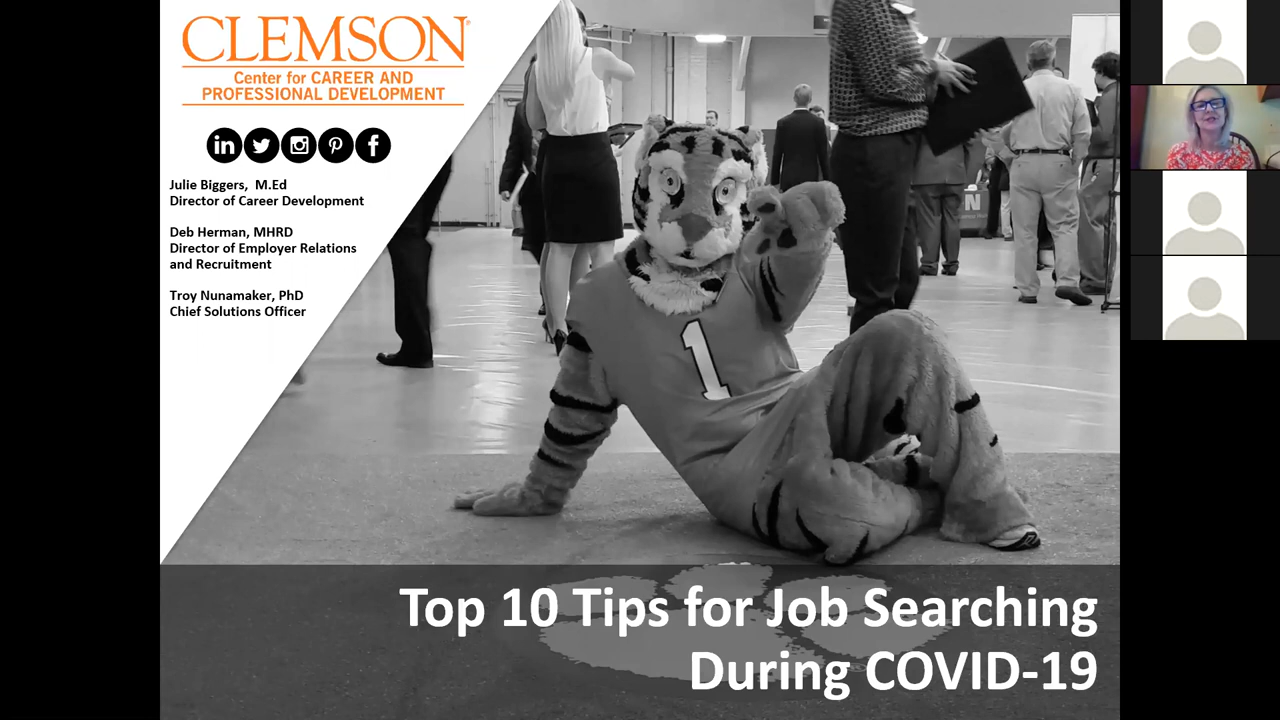 CLEMSON®
Center for CAREER AND
PROFESSIONAL DEVELOPMENT
in
Julie Biggers, M.Ed
Director of Career Development
Deb Herman, MHRD
Director of Employer Relations
and Recruitment
Troy Nunamaker, PhD
Chief Solutions Officer
1
N
Top 10 Tips for Job Searching
During COVID-19